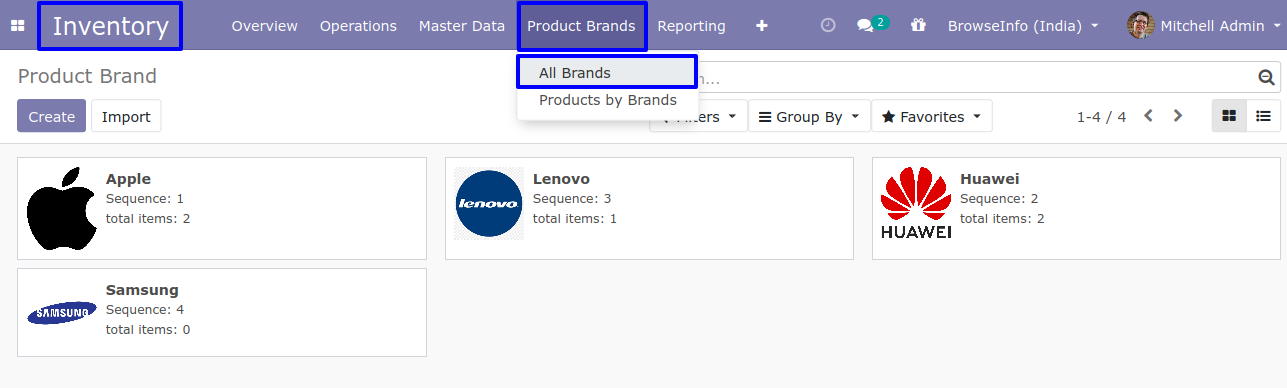 Inventory Overview Operations Master Data Product Brands Reporting 2 BrowseInfo (India) Mitchell Admin
Product Brand
All Brands
Products by Brands
Create Import Group By Favorites 1-4 / 4
Apple
Sequence: 1
total items: 2
Lenovo
lenovo
Sequence: 3
total items: 1
Huawei
Sequence: 2
total items: 2
HUAWEI
Samsung
SAMSUNG
Sequence: 4
total items: 0